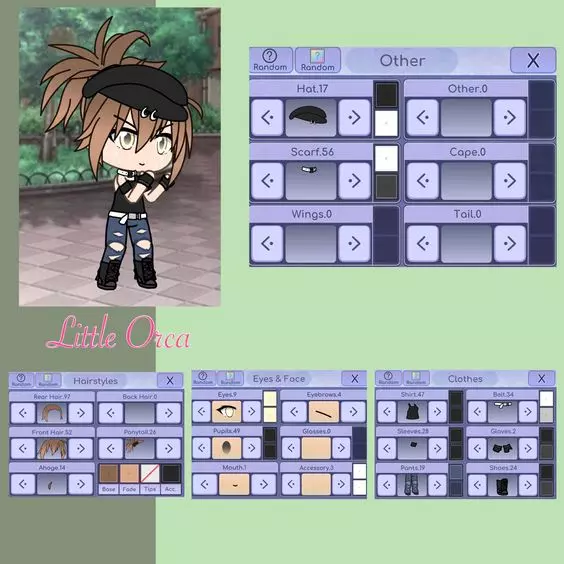 Random
Random
Other
X
Hat.17
Other.0
Scarf.56
Cape.0
Wings.0
Tail.0
Little Orca
Random
Random
Hairstyles
X
Rear Hair.97
Back Hair.0
Front Hair.52
Ponytail.26
Ahoge.14
Base
Fade
Tips
Acc.
Random
Random
Eyes & Face
X
Eyes.9
Eyebrows.4
Pupils.49
Glasses.0
Mouth.1
Accessory.3
Random
Random
Clothes
X
Shirt.47
Belt.34
Sleeves.28
Gloves.2
Pants.19
Shoes.24